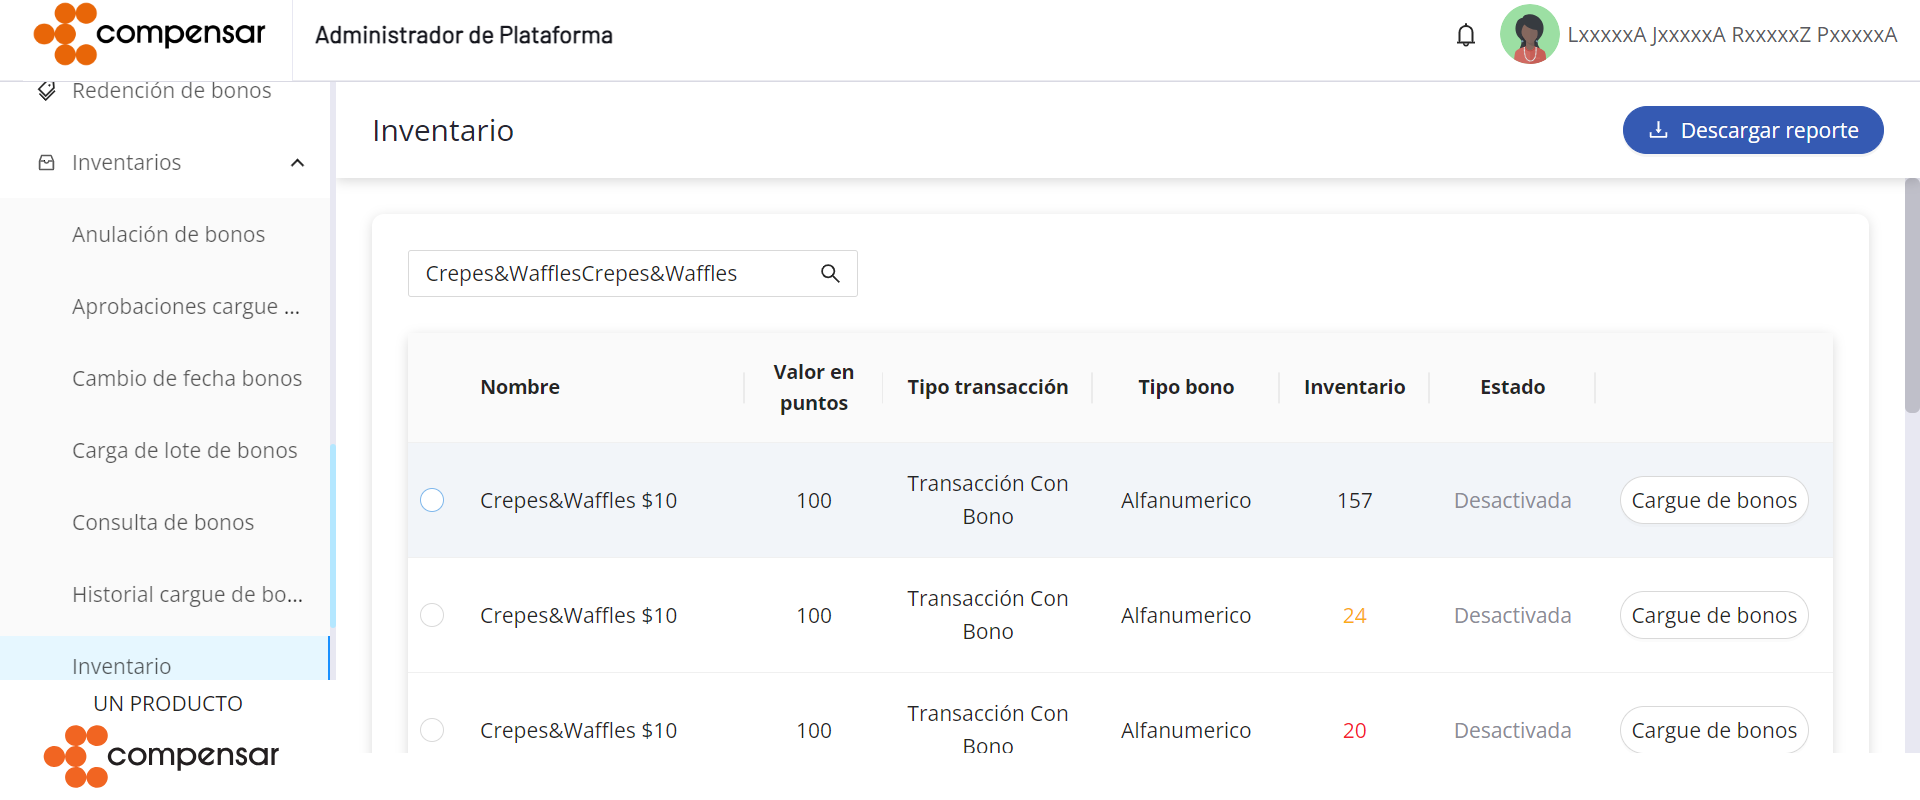 compensar
Administrador de Plataforma
LxxxxxA JxxxxxA RxxxxxZ PxxxxxA
Redención de bonos
Inventarios
Anulación de bonos
Aprobaciones cargue ...
Cambio de fecha bonos
Carga de lote de bonos
Consulta de bonos
Historial cargue de bo...
Inventario
UN PRODUCTO
compensar
Inventario
Descargar reporte
Crepes&WafflesCrepes&Waffles
Nombre
Valor en
puntos
Tipo transacción
Tipo bono
Inventario
Estado
Crepes&Waffles $10
100
Transacción Con
Bono
Alfanumerico
157
Desactivada
Cargue de bonos
Crepes&Waffles $10
100
Transacción Con
Bono
Alfanumerico
24
Desactivada
Cargue de bonos
Crepes&Waffles $10
100
Transacción Con
Bono
Alfanumerico
20
Desactivada
Cargue de bonos